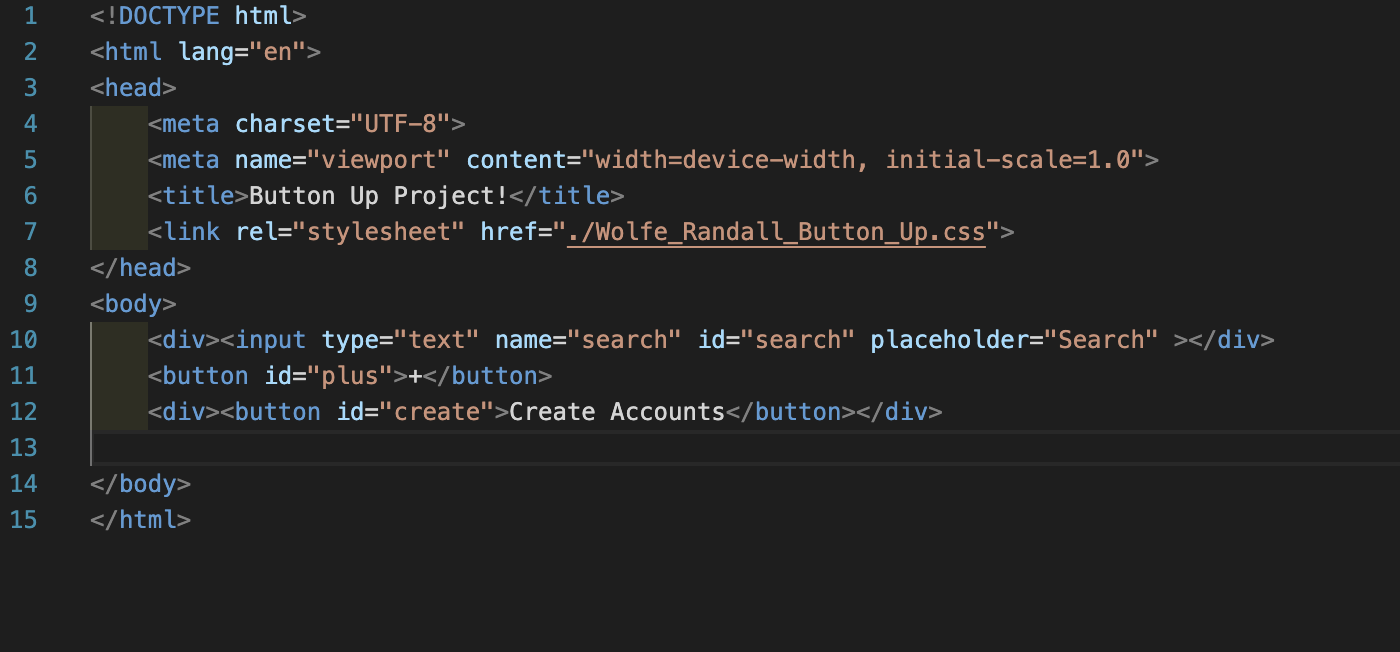 1 <!DOCTYPE html>
2 <html lang="en">
3 <head>
4     <meta charset="UTF-8">
5     <meta name="viewport" content="width=device-width, initial-scale=1.0">
6     <title>Button Up Project!</title>
7     <link rel="stylesheet" href="./Wolfe_Randall_Button_Up.css">
8 </head>
9 <body>
10     <div><input type="text" name="search" id="search" placeholder="Search" ></div>
11     <button id="plus">+</button>
12     <div><button id="create">Create Accounts</button></div>
13
14 </body>
15 </html>